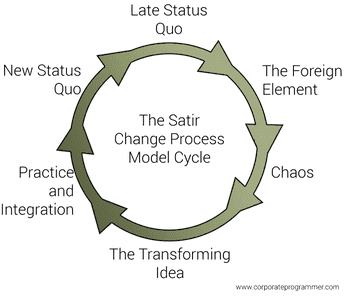 Late Status
Quo
The Foreign
Element
Chaos
The Transforming
Idea
Practice
and
Integration
New Status
Quo
The Satir
Change Process
Model Cycle
www.corporateprogrammer.com